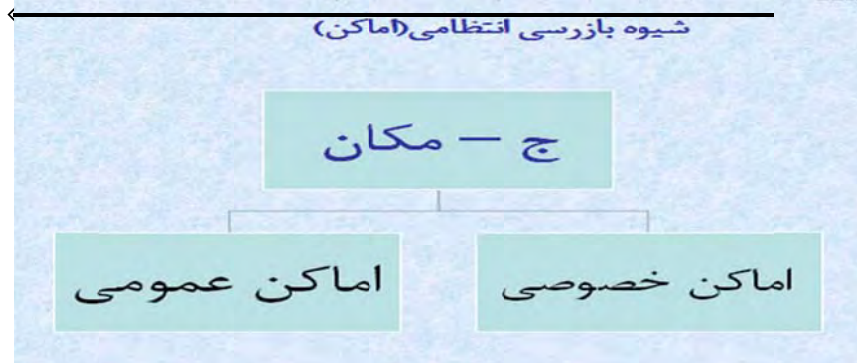 شیوه بازرسی انتظامی(اماکن)
ج – مکان
اماکن خصوصی
اماکن عمومی